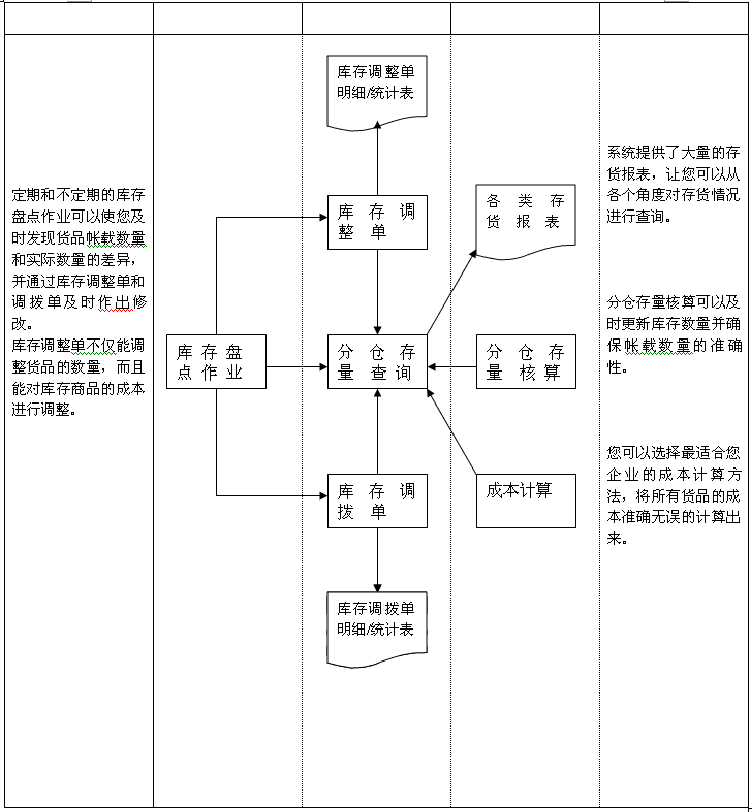 定期和不定期的库存
盘点作业可以使您及
时发现货品帐载数量
和实际数量的差异，
并通过库存调整单和
调拨单及时作出修
改。
库存调整单不仅能调
整货品的数量，而且
能对库存商品的成本
进行调整。
库存盘
点作业
库存调整单
明细/统计表
库存调
整单
分仓存
量查询
库存调
拨单
库存调拨单
明细/统计表
各类存
货报表
分仓存
量核算
成本计算
系统提供了大量的存
货报表，让您可以从
各个角度对存货情况
进行查询。
分仓存量核算可以及
时更新库存数量并确
保帐载数量的准确
性。
您可以选择最适合您
企业的成本计算方
法，将所有货品的成
本准确无误的计算出
来。